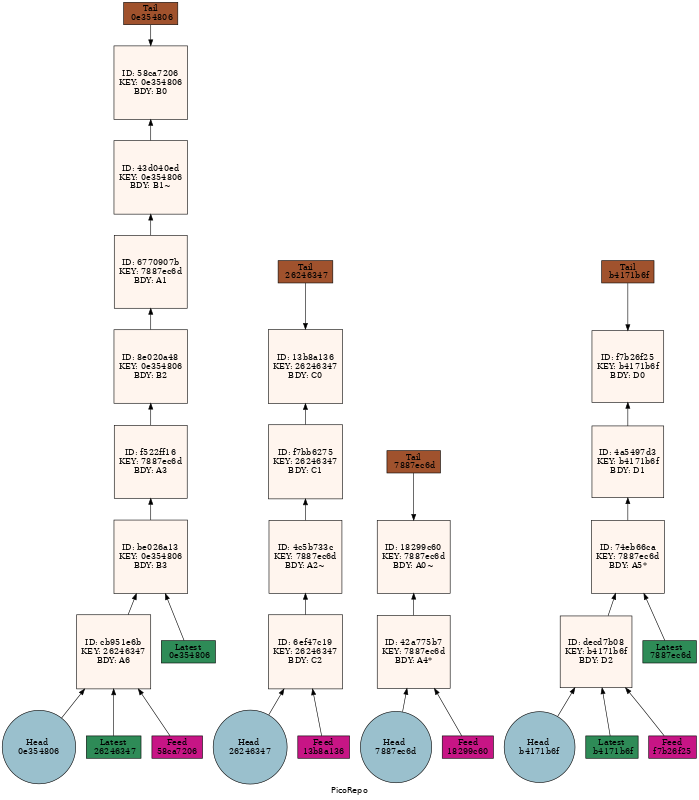 Tail
0e354806
ID: 58ca7206
KEY: 0e354806
BDY: B0
ID: 43d040ed
KEY: 0e354806
BDY: B1~
ID: 6770907b
KEY: 7887ec6d
BDY: A1
ID: 8e020a48
KEY: 0e354806
BDY: B2
ID: f522ff16
KEY: 7887ec6d
BDY: A3
ID: be026a13
KEY: 0e354806
BDY: B3
ID: cb951e6b
KEY: 26246347
BDY: A6
Latest
0e354806
Head
0e354806
Latest
26246347
Feed
58ca7206
Tail
26246347
ID: 13b8a136
KEY: 26246347
BDY: C0
ID: f7bb6275
KEY: 26246347
BDY: C1
ID: 4c5b733c
KEY: 7887ec6d
BDY: A2~
ID: 6ef47c19
KEY: 26246347
BDY: C2
Head
26246347
Feed
13b8a136
Tail
7887ec6d
ID: 18299c60
KEY: 7887ec6d
BDY: A0~
ID: 42a775b7
KEY: 7887ec6d
BDY: A4*
Head
7887ec6d
Feed
18299c60
Tail
b4171b6f
ID: f7b26f25
KEY: b4171b6f
BDY: D0
ID: 4a5497d3
KEY: b4171b6f
BDY: D1
ID: 74eb66ca
KEY: 7887ec6d
BDY: A5*
ID: decd7b08
KEY: b4171b6f
BDY: D2
Latest
7887ec6d
Head
b4171b6f
Latest
b4171b6f
Feed
f7b26f25
PicoRepo